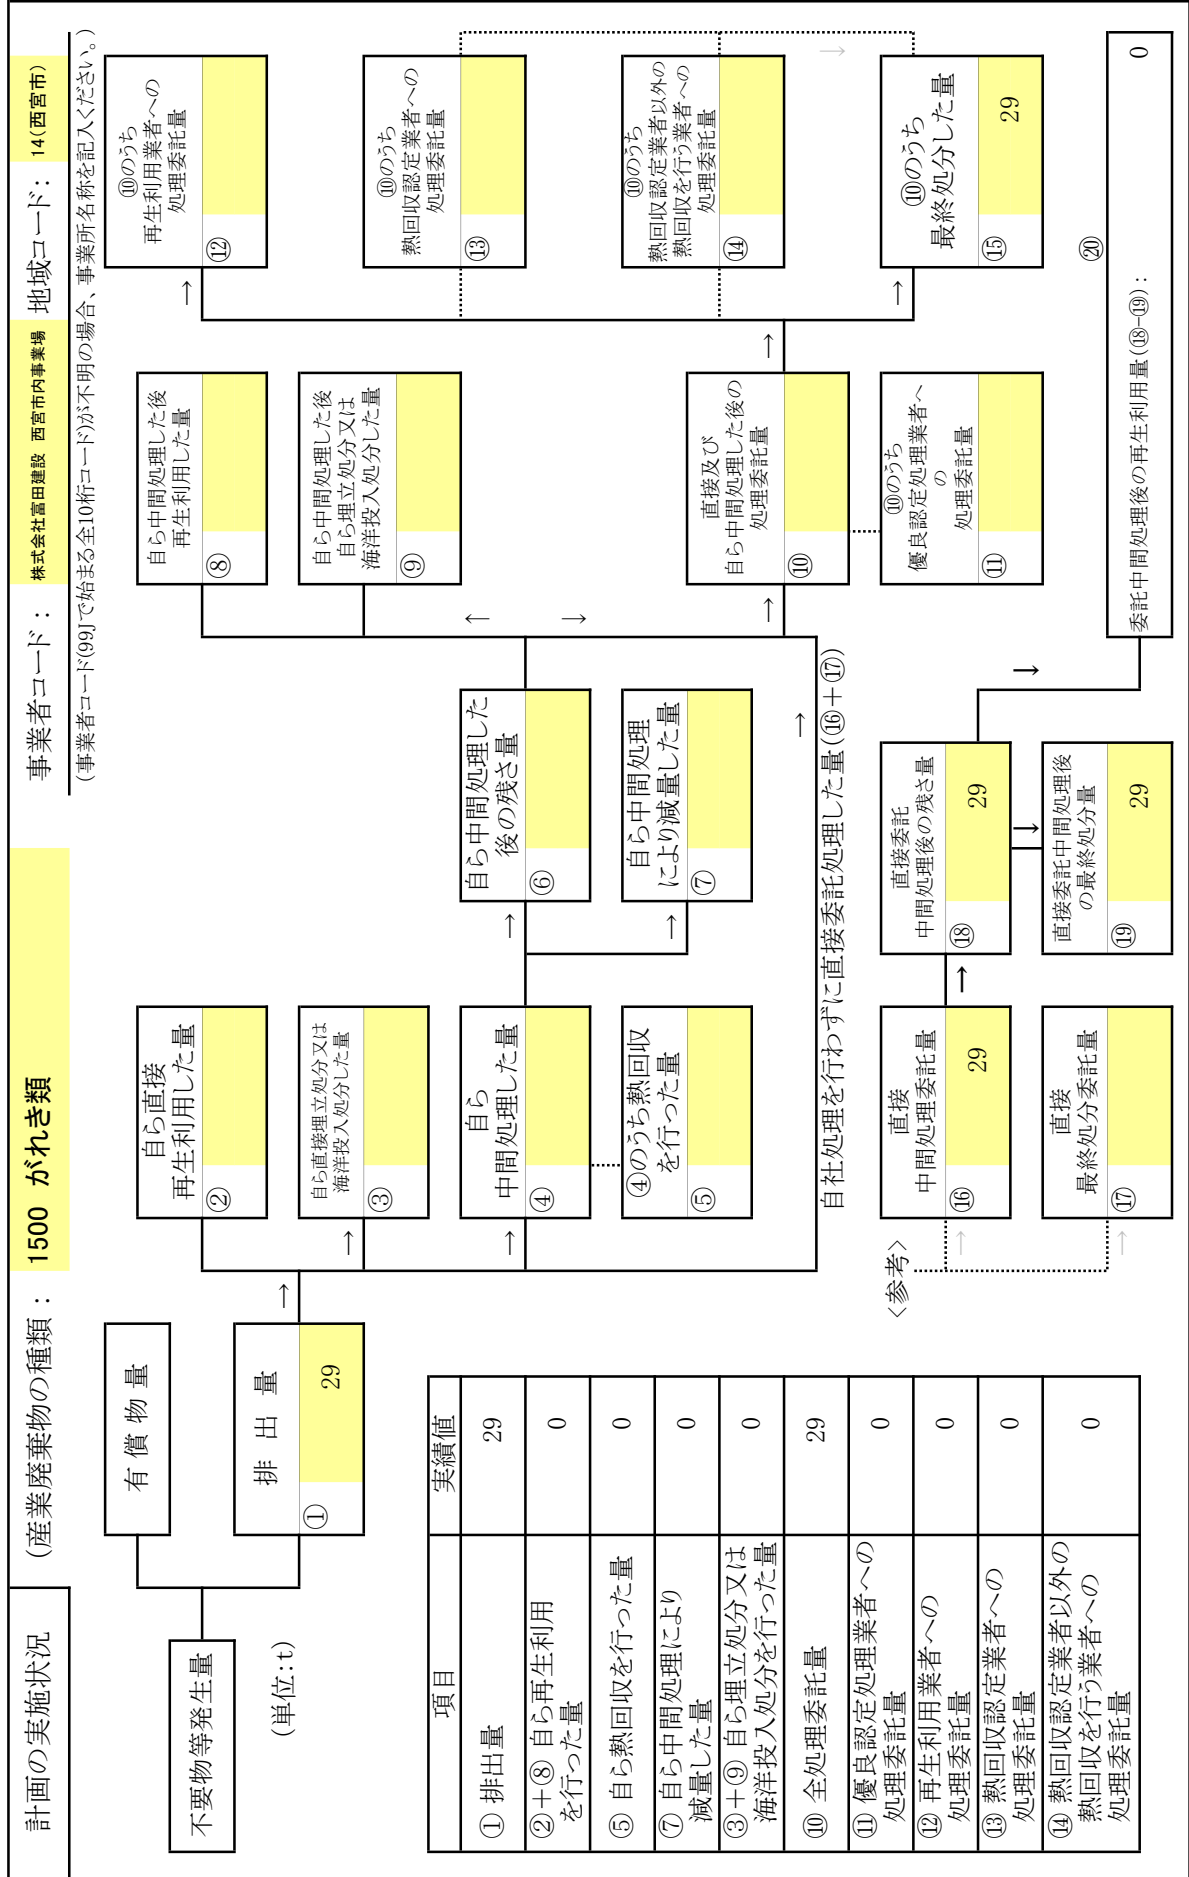 計画の実施状況
(産業廃棄物の種類：
1500 がれき類
事業者コード：
株式会社富田建設 西宮市内事業場
地域コード：
14(西宮市)
(事業者コード(99Jで始まる全10桁コード)が不明の場合、事業所名称を記入ください。)
不要物等発生量
(単位:t)
有 償 物 量
排 出 量
①
29
→
自ら直接
再生利用した量
②
→
自ら直接埋立処分又は
海洋投入処分した量
③
→
自ら
中間処理した量
④
④のうち熱回収
を行った量
⑤
→
自ら中間処理した
後の残さ量
⑥
→
自ら中間処理
により減量した量
⑦
↑
↓
自ら中間処理した後
再生利用した量
⑧
自ら中間処理した後
自ら埋立処分又は
海洋投入処分した量
⑨
→
直接及び
自ら中間処理した後の
処理委託量
⑩
⑩のうち
優良認定処理業者へ
の
処理委託量
⑪
→
→
⑩のうち
再生利用業者への
処理委託量
⑫
⑩のうち
熱回収認定業者への
処理委託量
⑬
⑩のうち
熱回収認定業者以外の
熱回収を行う業者への
処理委託量
⑭
↓
→
⑩のうち
最終処分した量
⑮
29
→
自社処理を行わずに直接委託処理した量(⑯＋⑰)
<参考>
→
直接
中間処理委託量
⑯
29
→
直接
最終処分委託量
⑰
→
直接委託
中間処理後の残さ量
⑱
29
↓
直接委託中間処理後
の最終処分量
⑲
29
↓
⑳
委託中間処理後の再生利用量(⑱-⑲)：
0
項目
実績値
① 排出量
29
②＋⑧ 自ら再生利用
を行った量
0
⑤ 自ら熱回収を行った量
0
⑦ 自ら中間処理により
減量した量
0
③＋⑨ 自ら埋立処分又は
海洋投入処分を行った量
0
⑩ 全処理委託量
29
⑪ 優良認定処理業者への
処理委託量
0
⑫ 再生利用業者への
処理委託量
0
⑬ 熱回収認定業者への
処理委託量
0
⑭ 熱回収認定業者以外の
熱回収を行う業者への
処理委託量
0